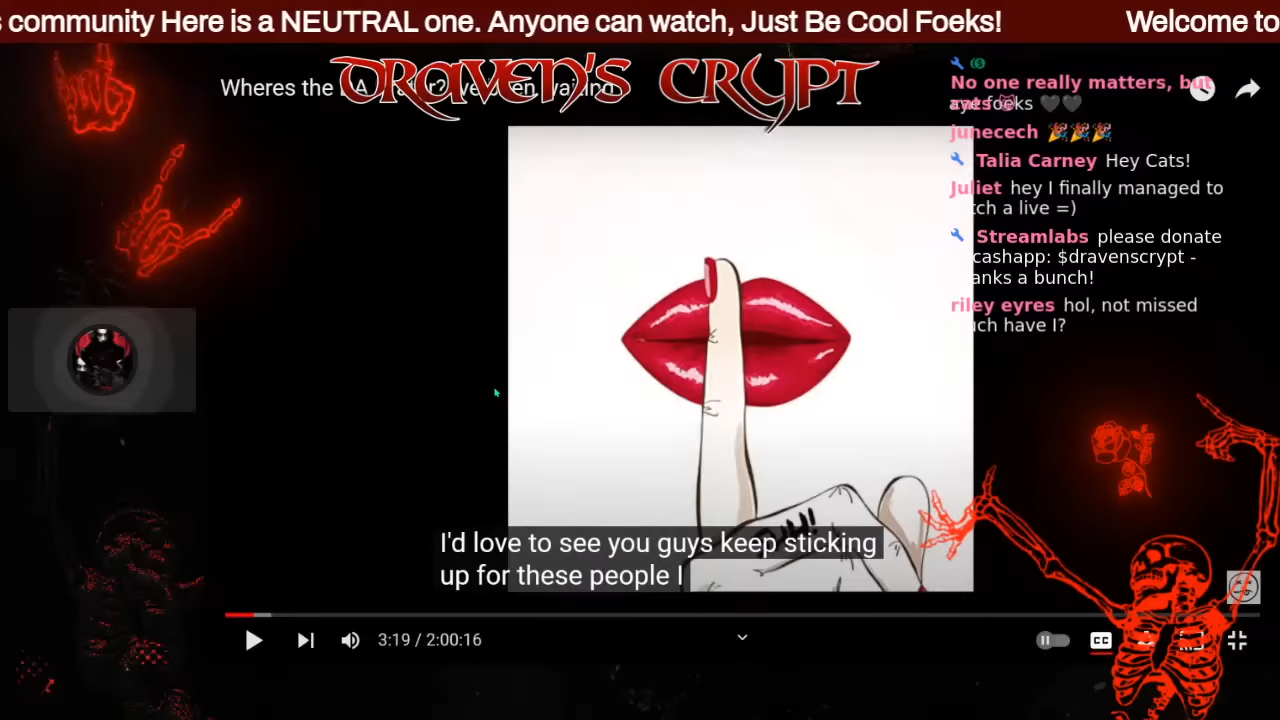 s community Here is a NEUTRAL one. Anyone can watch, Just Be Cool Foeks!
Welcome to
DRAVEN'S CRYPT
Wheres the
No one really matters, but
foeks 🖤🖤
junecech 🎉🎉🎉
Talia Carney Hey Cats!
Juliet hey I finally managed to
a live =)
Streamlabs please donate
cashapp: $dravenscrypt -
a bunch!
riley eyres hol, not missed
have I?
I'd love to see you guys keep sticking
up for these people I
3:19 / 2:00:16
CC